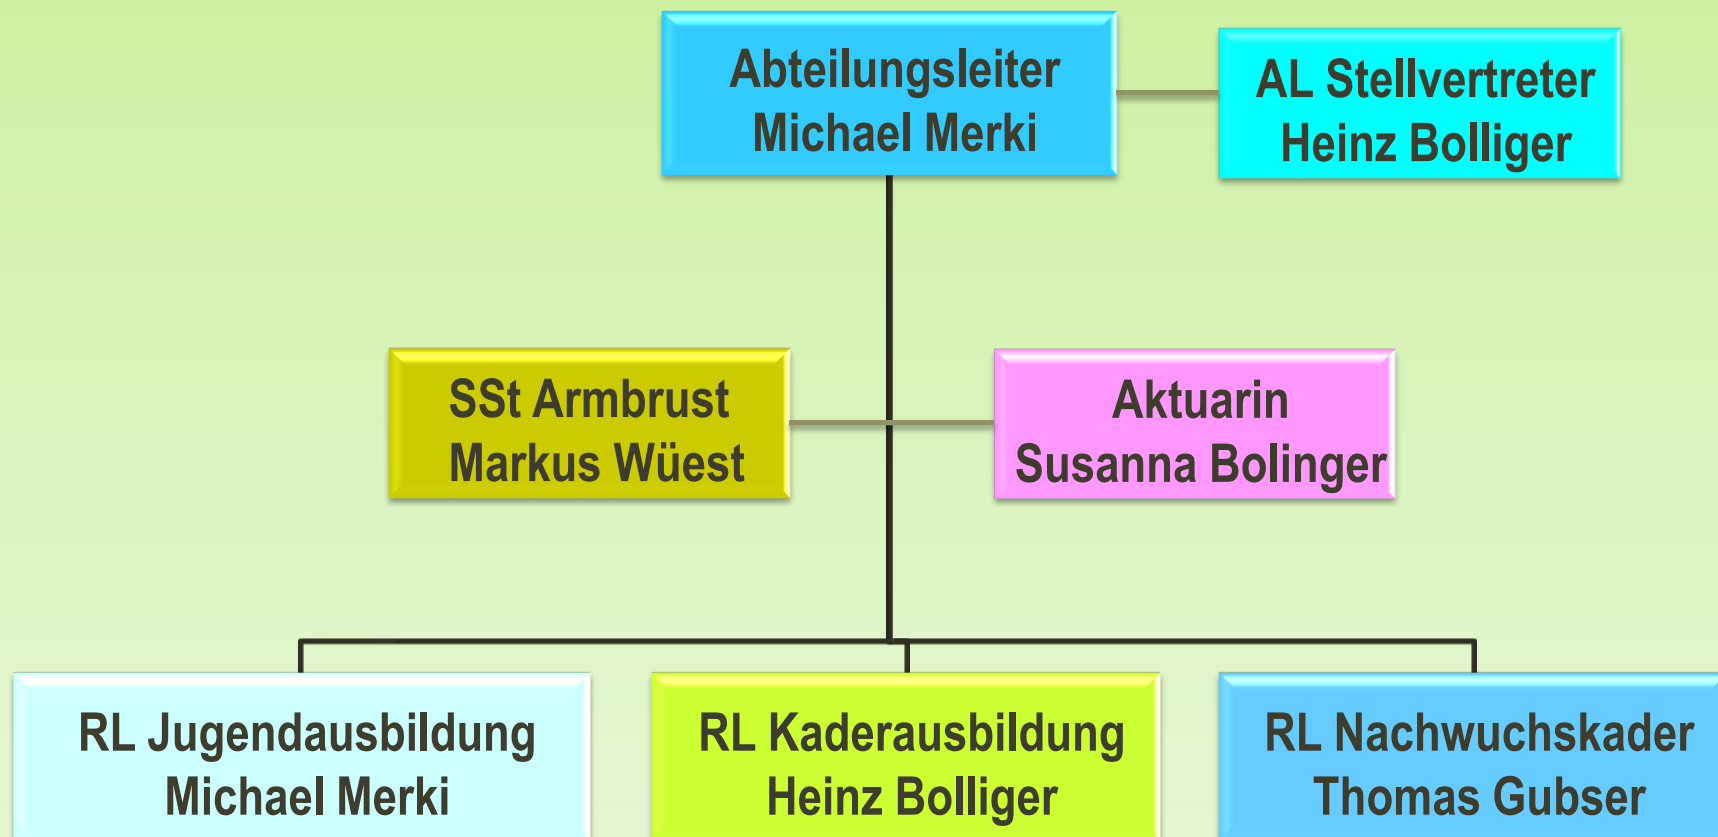 Abteilungsleiter
Michael Merki
AL Stellvertreter
Heinz Bolliger
SSt Armbrust
Markus Wüest
Aktuarin
Susanna Bolinger
RL Jugendausbildung
Michael Merki
RL Kaderausbildung
Heinz Bolliger
RL Nachwuchskader
Thomas Gubser